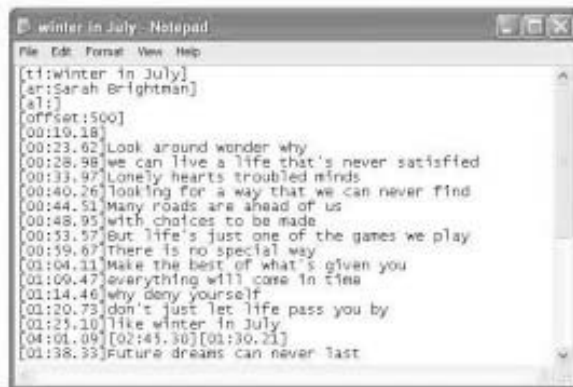 winter in July - Notepad
File Edit Format View Help
[ti:Winter in July]
[ar:Sarah Brightman]
[al:]
[offset:500]
[00:19.18]
[00:23.62]Look around wonder why
[00:28.98]we can live a life that's never satisfied
[00:33.97]Lonely hearts troubled minds
[00:40.26]looking for a way that we can never find
[00:44.51]Many roads are ahead of us
[00:48.95]with choices to be made
[00:53.57]But life's just one of the games we play
[00:59.67]There is no special way
[01:04.11]Make the best of what's given you
[01:09.47]everything will come in time
[01:14.46]why deny yourself
[01:20.73]don't just let life pass you by
[01:25.10]like winter in July
[04:01.09][02:45.30][01:30.21]
[01:38.33]Future dreams can never last